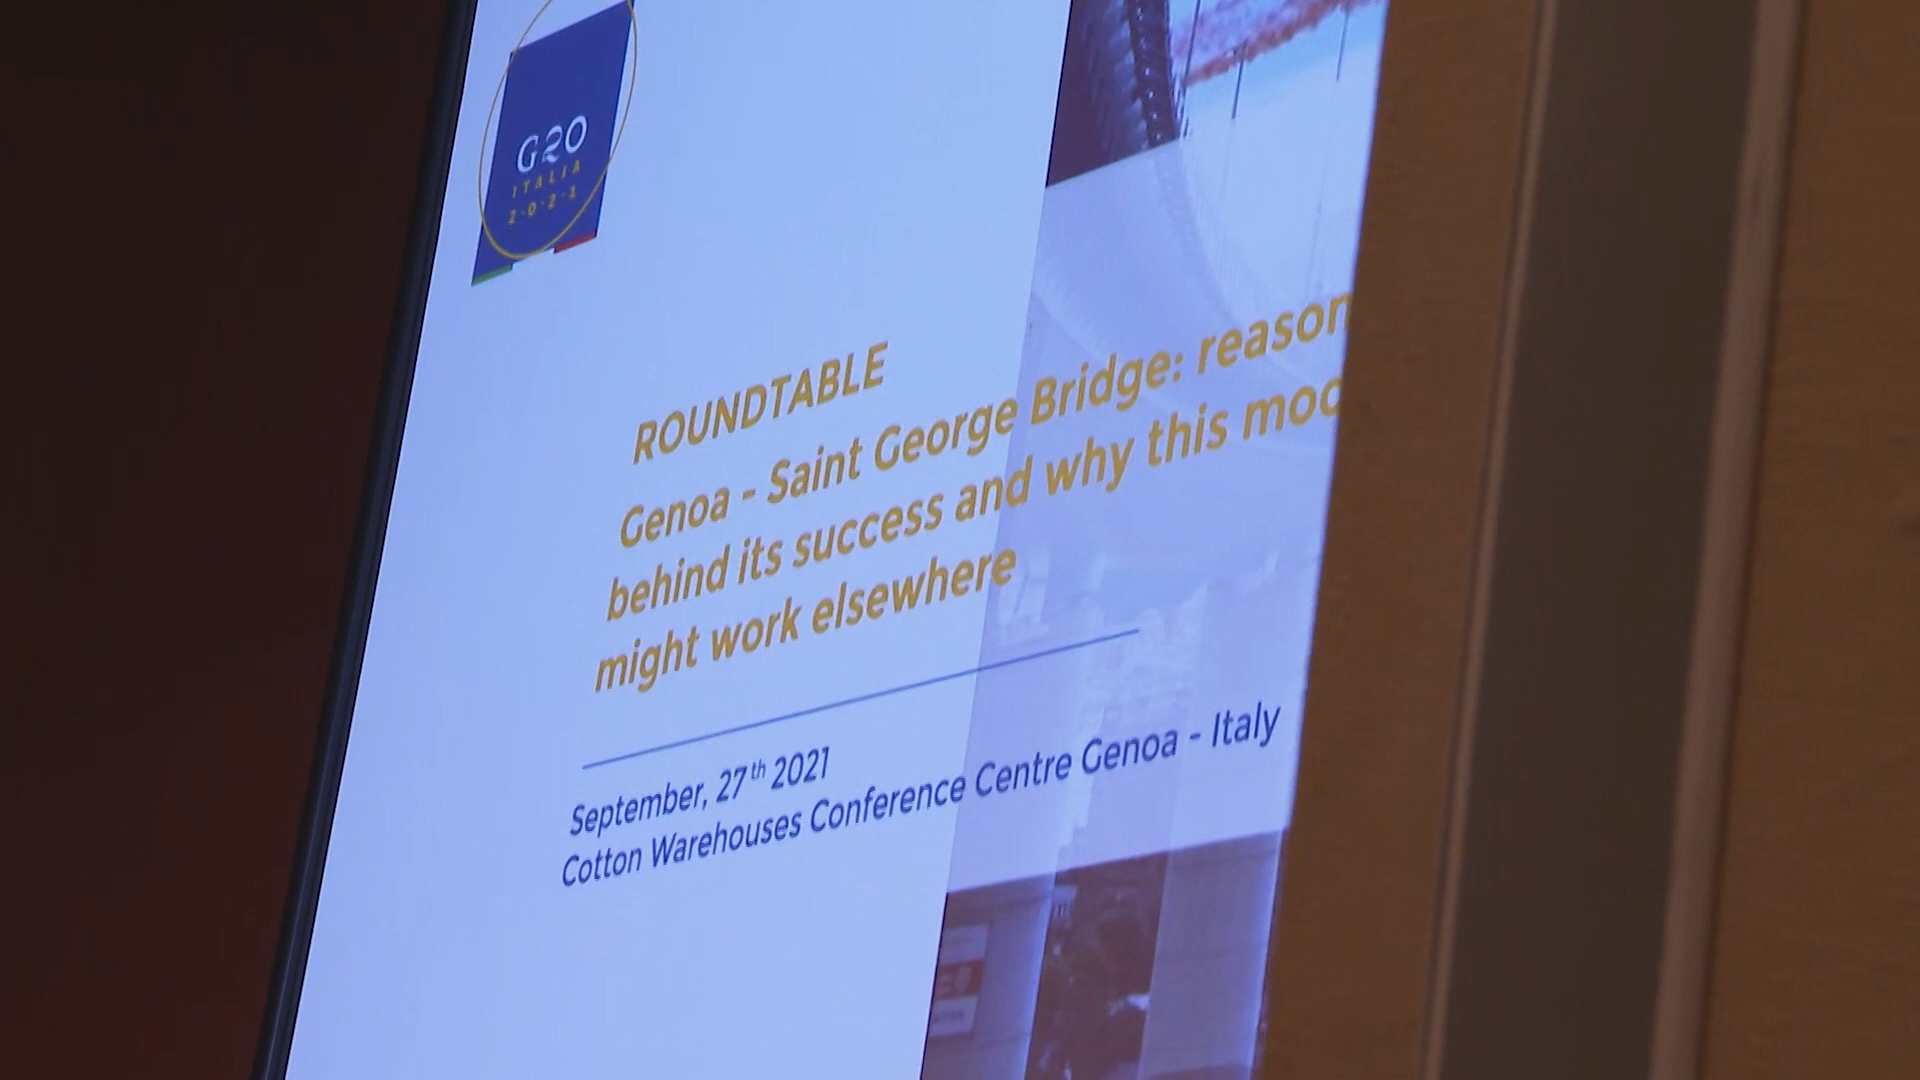 G20
ITALIA
2·0·2·1
ROUNDTABLE
Genoa - Saint George Bridge: reason
behind its success and why this mod
might work elsewhere
September, 27th 2021
Cotton Warehouses Conference Centre Genoa - Italy